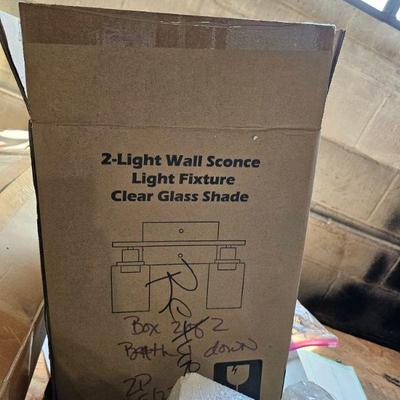 2-Light Wall Sconce
Light Fixture
Clear Glass Shade
Box 2 of 2
Bath down